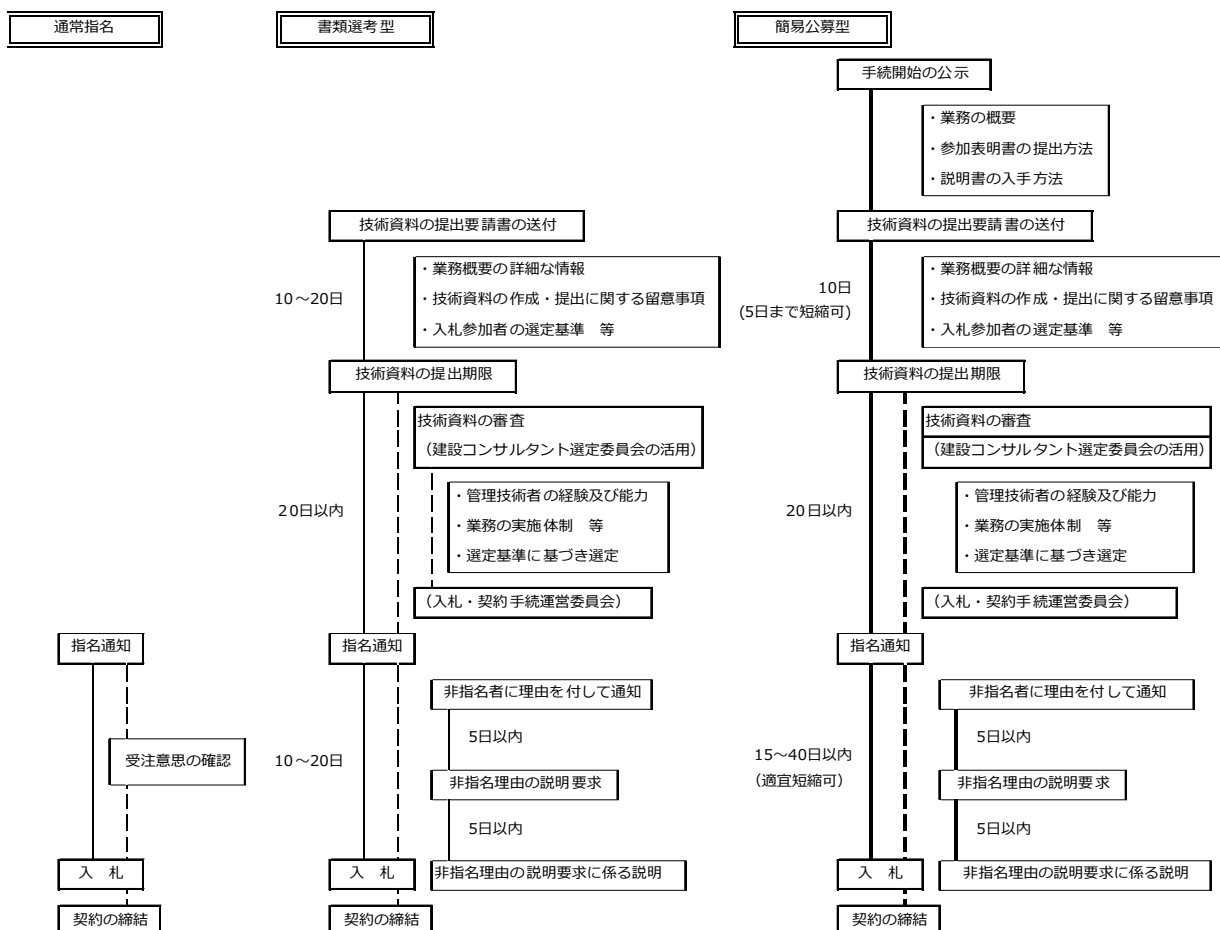 通常指名
書類選考型
簡易公募型
手続開始の公示
・業務の概要
・参加表明書の提出方法
・説明書の入手方法
技術資料の提出要請書の送付
技術資料の提出要請書の送付
・業務概要の詳細な情報
・技術資料の作成・提出に関する留意事項
・入札参加者の選定基準　等
10～20日
・業務概要の詳細な情報
・技術資料の作成・提出に関する留意事項
・入札参加者の選定基準　等
10日
(5日まで短縮可)
技術資料の提出期限
技術資料の提出期限
技術資料の審査
（建設コンサルタント選定委員会の活用）
技術資料の審査
（建設コンサルタント選定委員会の活用）
20日以内
・管理技術者の経験及び能力
・業務の実施体制　等
・選定基準に基づき選定
20日以内
・管理技術者の経験及び能力
・業務の実施体制　等
・選定基準に基づき選定
（入札・契約手続運営委員会）
（入札・契約手続運営委員会）
指名通知
指名通知
指名通知
非指名者に理由を付して通知
非指名者に理由を付して通知
5日以内
5日以内
受注意思の確認
10～20日
15～40日以内
（適宜短縮可）
非指名理由の説明要求
非指名理由の説明要求
5日以内
5日以内
入　札
入　札
非指名理由の説明要求に係る説明
入　札
非指名理由の説明要求に係る説明
契約の締結
契約の締結
契約の締結